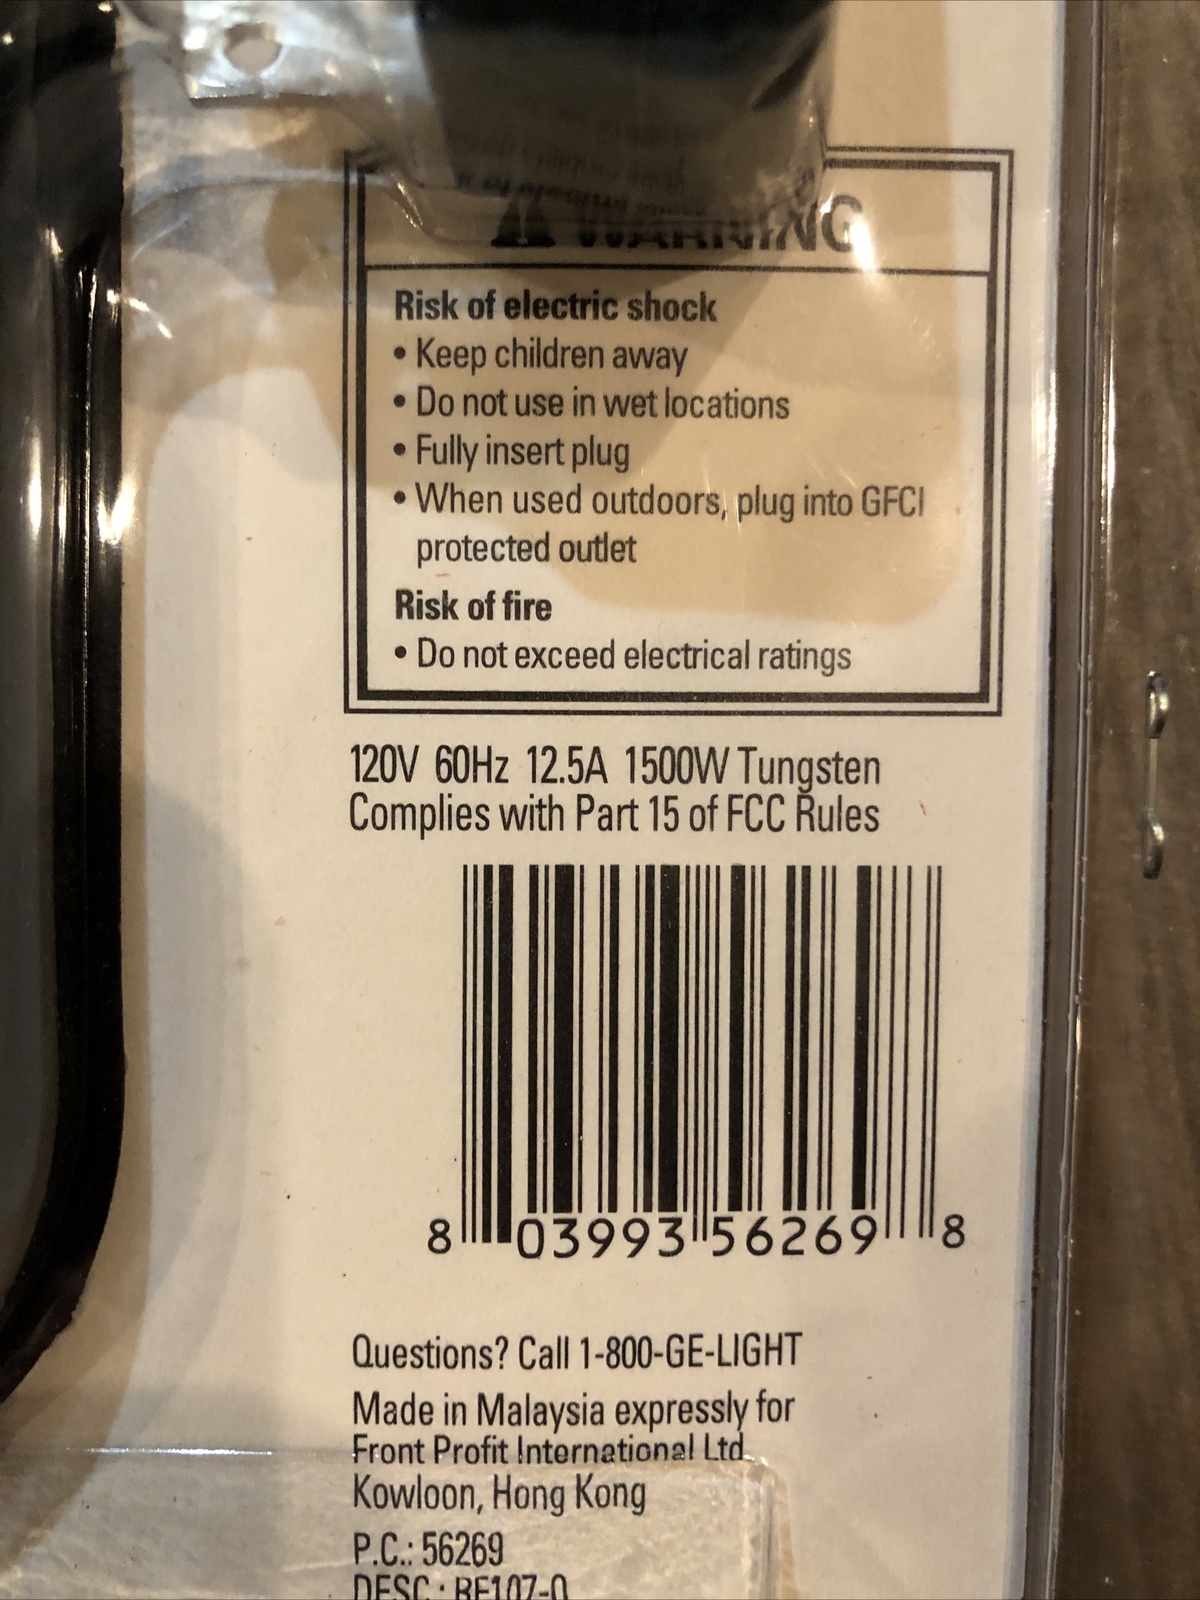 WARNING
Risk of electric shock
• Keep children away
• Do not use in wet locations
• Fully insert plug
• When used outdoors, plug into GFCI
protected outlet
Risk of fire
• Do not exceed electrical ratings
120V 60Hz 12.5A 1500W Tungsten
Complies with Part 15 of FCC Rules
8 03993 56269 8
Questions? Call 1-800-GE-LIGHT
Made in Malaysia expressly for
Front Profit International Ltd
Kowloon, Hong Kong
P.C.: 56269
DESC.: RF107-0